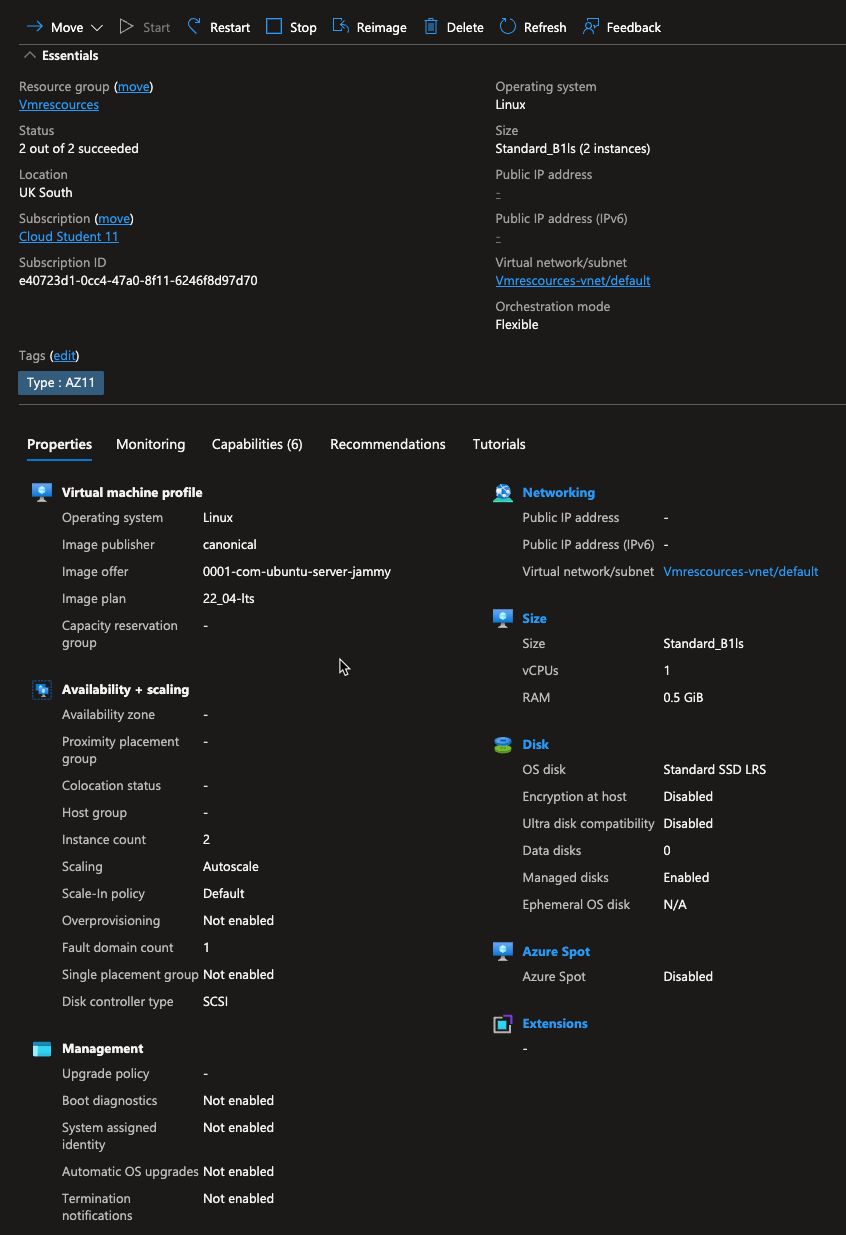 Move Start Restart Stop Reimage Delete Refresh Feedback
Essentials
Resource group (move)
Vmrescources
Status
2 out of 2 succeeded
Location
UK South
Subscription (move)
Cloud Student 11
Subscription ID
e40723d1-0cc4-47a0-8f11-6246f8d97d70
Operating system
Linux
Size
Standard_B1ls (2 instances)
Public IP address
-
Public IP address (IPv6)
-
Virtual network/subnet
Vmrescources-vnet/default
Orchestration mode
Flexible
Tags (edit)
Type : AZ11
Properties Monitoring Capabilities (6) Recommendations Tutorials
Virtual machine profile
Operating system Linux
Image publisher canonical
Image offer 0001-com-ubuntu-server-jammy
Image plan 22_04-lts
Capacity reservation -
group
Availability + scaling
Availability zone -
Proximity placement -
group
Colocation status -
Host group -
Instance count 2
Scaling Autoscale
Scale-In policy Default
Overprovisioning Not enabled
Fault domain count 1
Single placement group Not enabled
Disk controller type SCSI
Management
Upgrade policy -
Boot diagnostics Not enabled
System assigned Not enabled
identity
Automatic OS upgrades Not enabled
Termination Not enabled
notifications
Networking
Public IP address -
Public IP address (IPv6) -
Virtual network/subnet Vmrescources-vnet/default
Size
Size Standard_B1ls
vCPUs 1
RAM 0.5 GiB
Disk
OS disk Standard SSD LRS
Encryption at host Disabled
Ultra disk compatibility Disabled
Data disks 0
Managed disks Enabled
Ephemeral OS disk N/A
Azure Spot
Azure Spot Disabled
Extensions
-